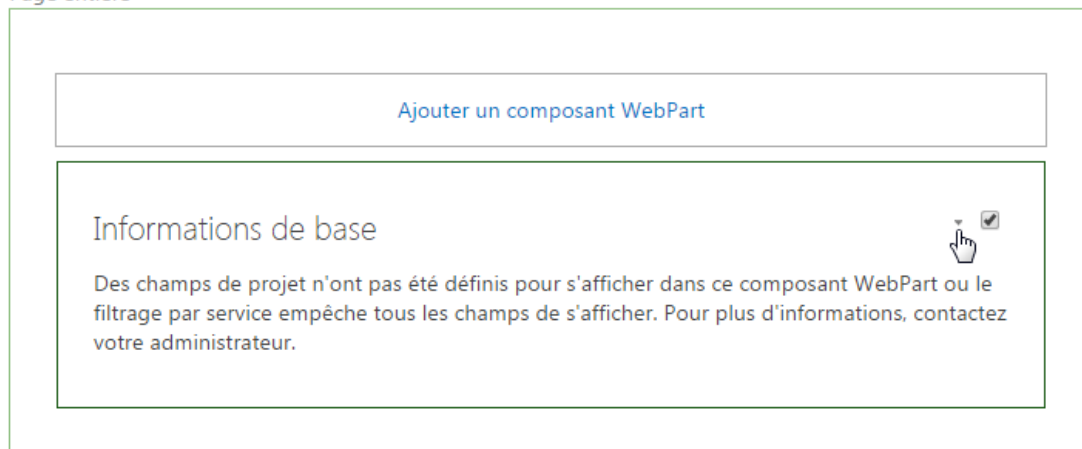 Ajouter un composant WebPart
Informations de base
Des champs de projet n'ont pas été définis pour s'afficher dans ce composant WebPart ou le
filtrage par service empêche tous les champs de s'afficher. Pour plus d'informations, contactez
votre administrateur.